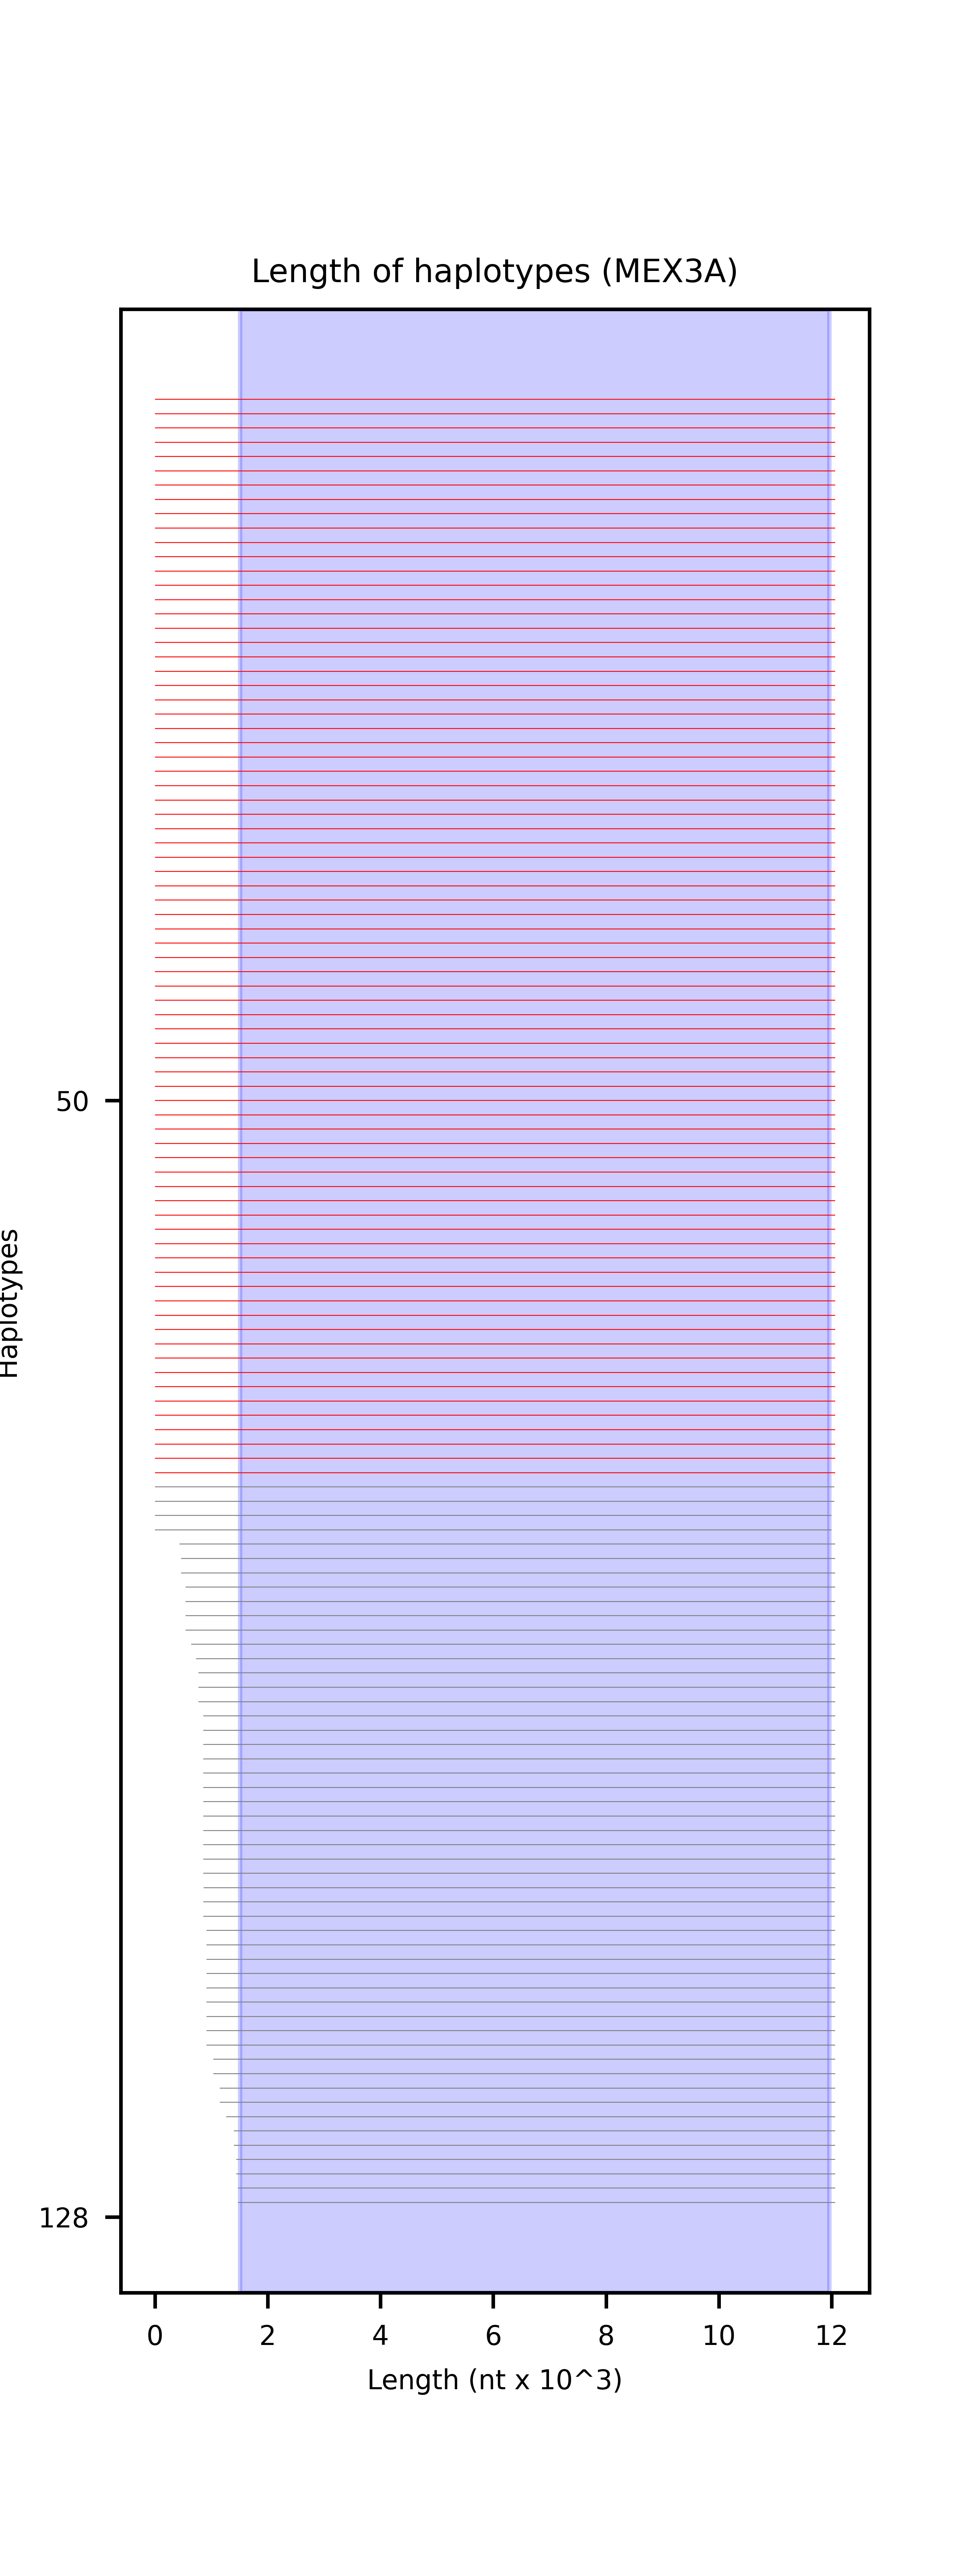 Length of haplotypes (MEX3A)
50
Haplotypes
128
0 2 4 6 8 10 12
Length (nt x 10^3)